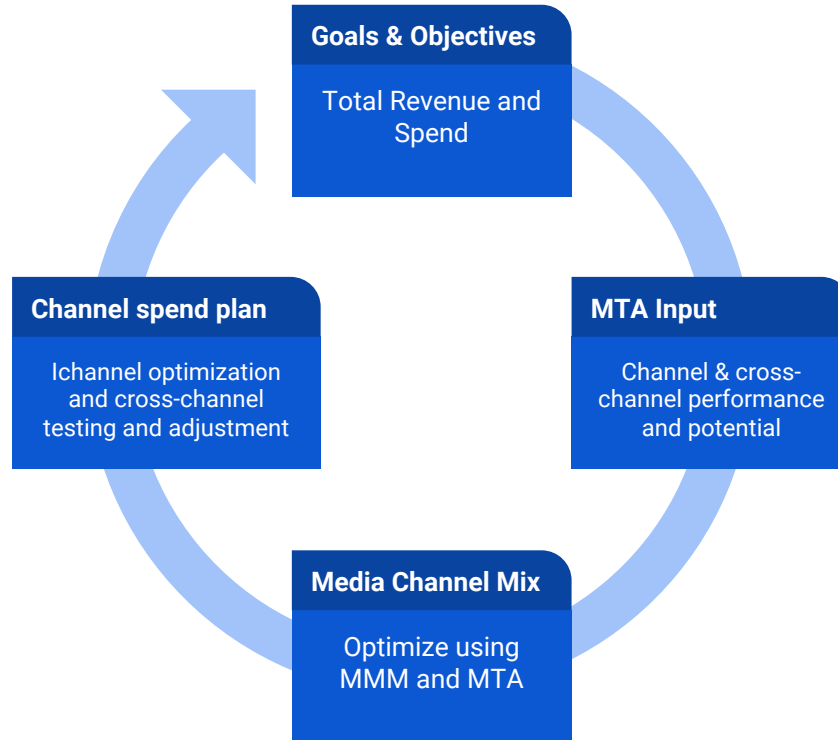 Goals & Objectives
Total Revenue and
Spend
MTA Input
Channel & cross-
channel performance
and potential
Media Channel Mix
Optimize using
MMM and MTA
Channel spend plan
Ichannel optimization
and cross-channel
testing and adjustment